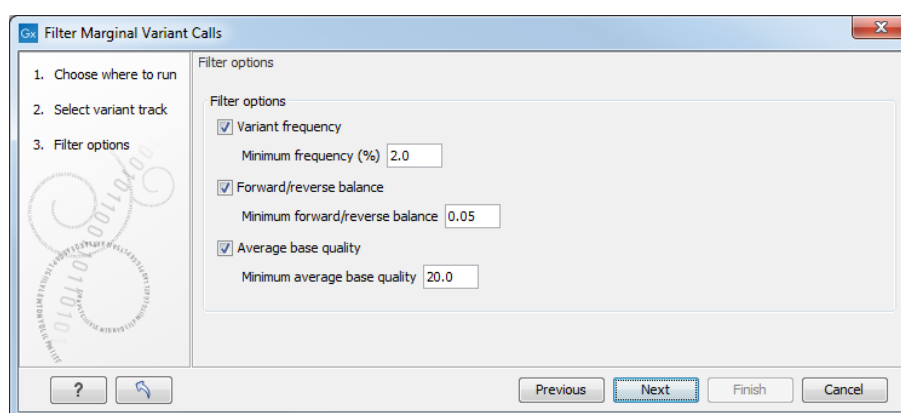 Gx Filter Marginal Variant Calls
X
1. Choose where to run
2. Select variant track
3. Filter options
Filter options
Filter options
Variant frequency
Minimum frequency (%) 2.0
Forward/reverse balance
Minimum forward/reverse balance 0.05
Average base quality
Minimum average base quality 20.0
? Previous Next Finish Cancel